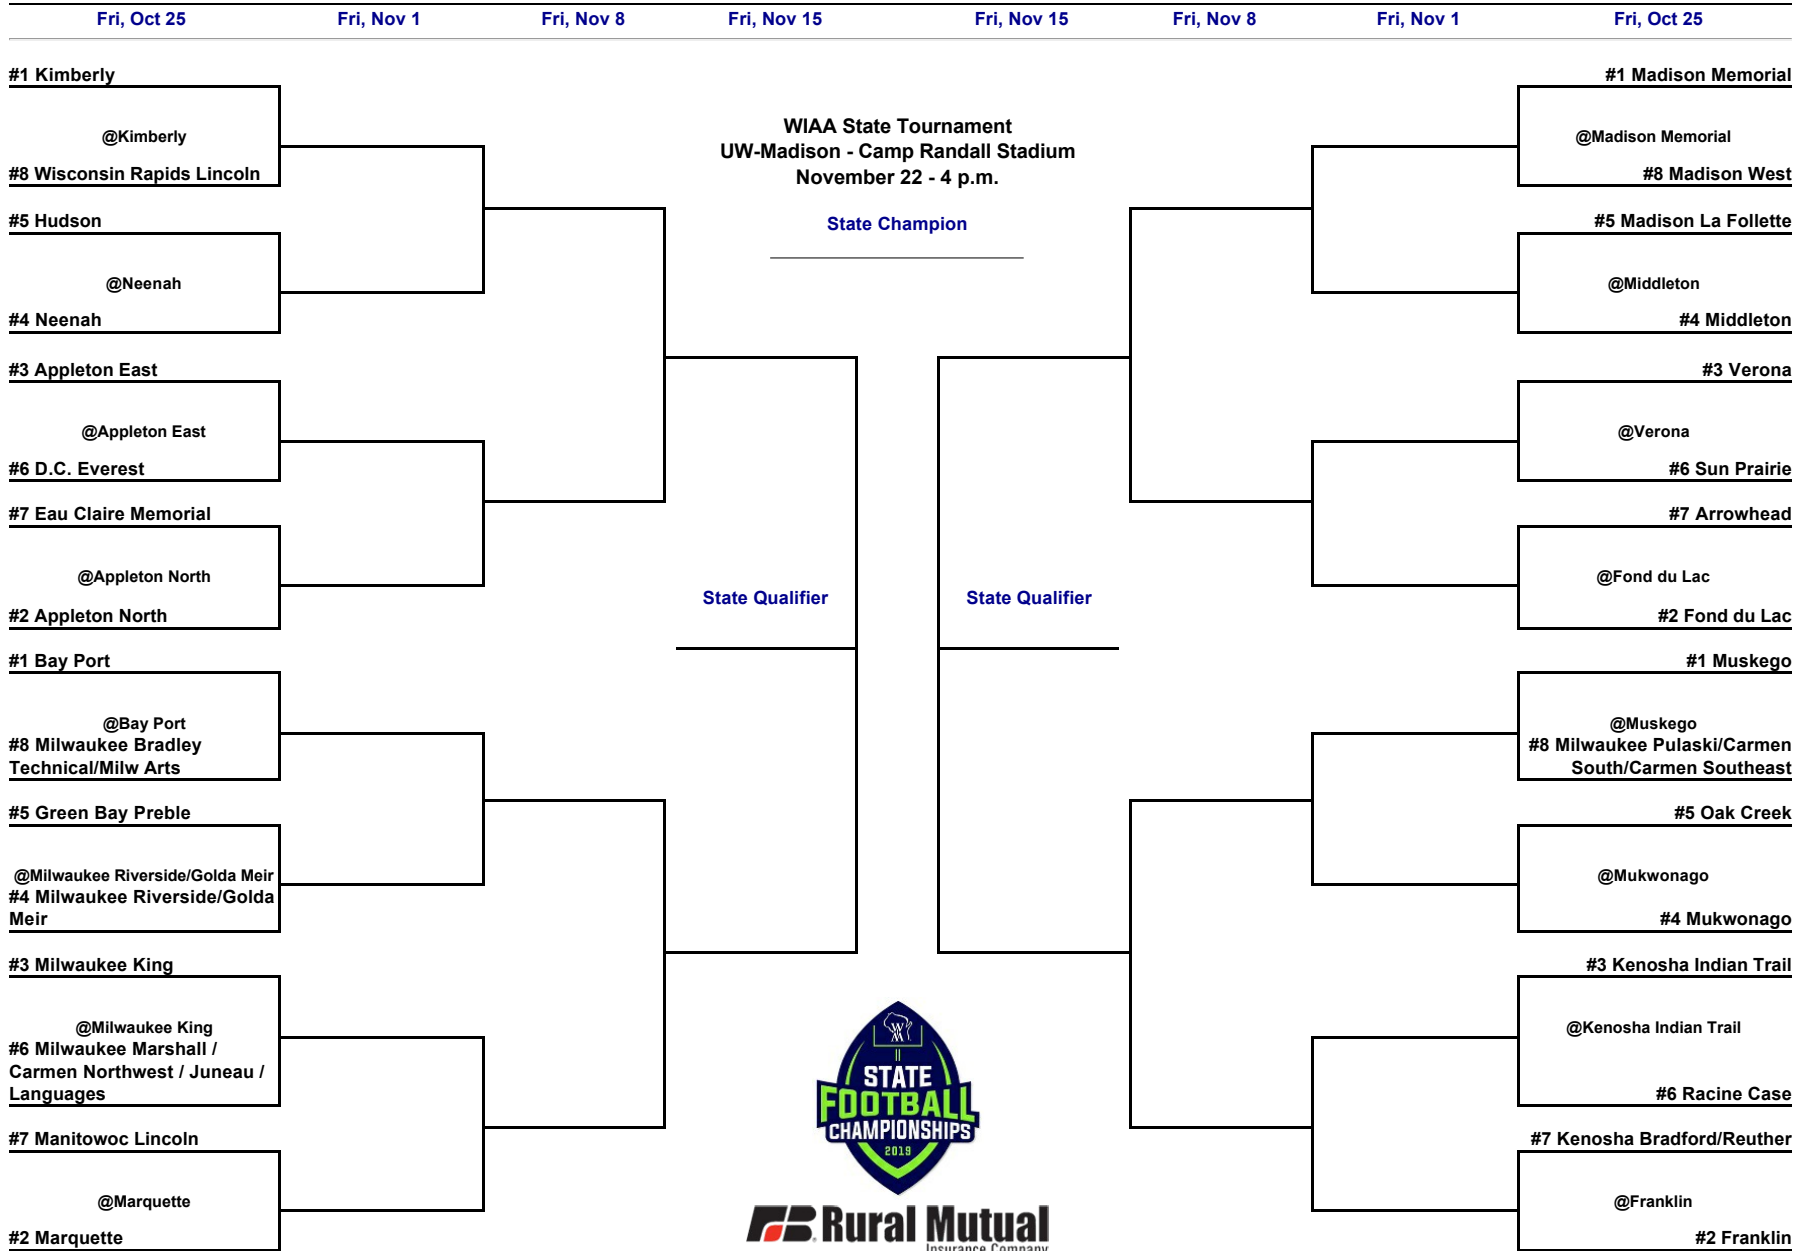 Fri, Oct 25
Fri, Nov 1
Fri, Nov 8
Fri, Nov 15
Fri, Nov 15
Fri, Nov 8
Fri, Nov 1
Fri, Oct 25
#1 Kimberly
@Kimberly
#8 Wisconsin Rapids Lincoln
#5 Hudson
@Neenah
#4 Neenah
#3 Appleton East
@Appleton East
#6 D.C. Everest
#7 Eau Claire Memorial
@Appleton North
#2 Appleton North
#1 Bay Port
@Bay Port
#8 Milwaukee Bradley
Technical/Milw Arts
#5 Green Bay Preble
@Milwaukee Riverside/Golda Meir
#4 Milwaukee Riverside/Golda
Meir
#3 Milwaukee King
@Milwaukee King
#6 Milwaukee Marshall /
Carmen Northwest / Juneau /
Languages
#7 Manitowoc Lincoln
@Marquette
#2 Marquette
WIAA State Tournament
UW-Madison - Camp Randall Stadium
November 22 - 4 p.m.
State Champion
State Qualifier
State Qualifier
STATE
FOOTBALL
CHAMPIONSHIPS
2019
Rural Mutual
Insurance Company
#1 Madison Memorial
@Madison Memorial
#8 Madison West
#5 Madison La Follette
@Middleton
#4 Middleton
#3 Verona
@Verona
#6 Sun Prairie
#7 Arrowhead
@Fond du Lac
#2 Fond du Lac
#1 Muskego
@Muskego
#8 Milwaukee Pulaski/Carmen
South/Carmen Southeast
#5 Oak Creek
@Mukwonago
#4 Mukwonago
#3 Kenosha Indian Trail
@Kenosha Indian Trail
#6 Racine Case
#7 Kenosha Bradford/Reuther
@Franklin
#2 Franklin